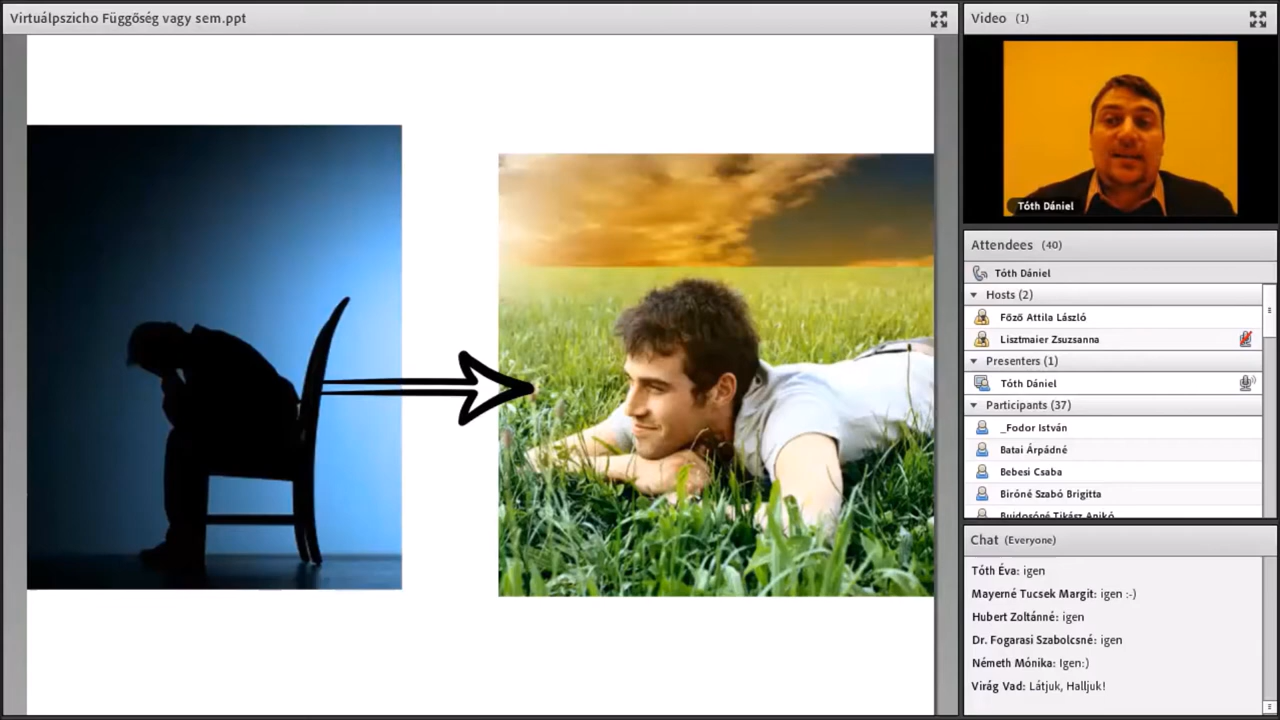 Virtuálpszicho Függőség vagy sem.ppt
Video (1)
Tóth Dániel
Attendees (40)
Tóth Dániel
Hosts (2)
Főző Attila László
Lisztmaier Zsuzsanna
Presenters (1)
Tóth Dániel
Participants (37)
_Fodor István
Batai Árpádné
Bebesi Csaba
Biróné Szabó Brigitta
Bujdosóné Tikász Anikó
Chat (Everyone)
Tóth Éva: igen
Mayerné Tucsek Margit: igen :-)
Hubert Zoltánné: igen
Dr. Fogarasi Szabolcsné: igen
Németh Mónika: Igen:)
Virág Vad: Látjuk, Halljuk!